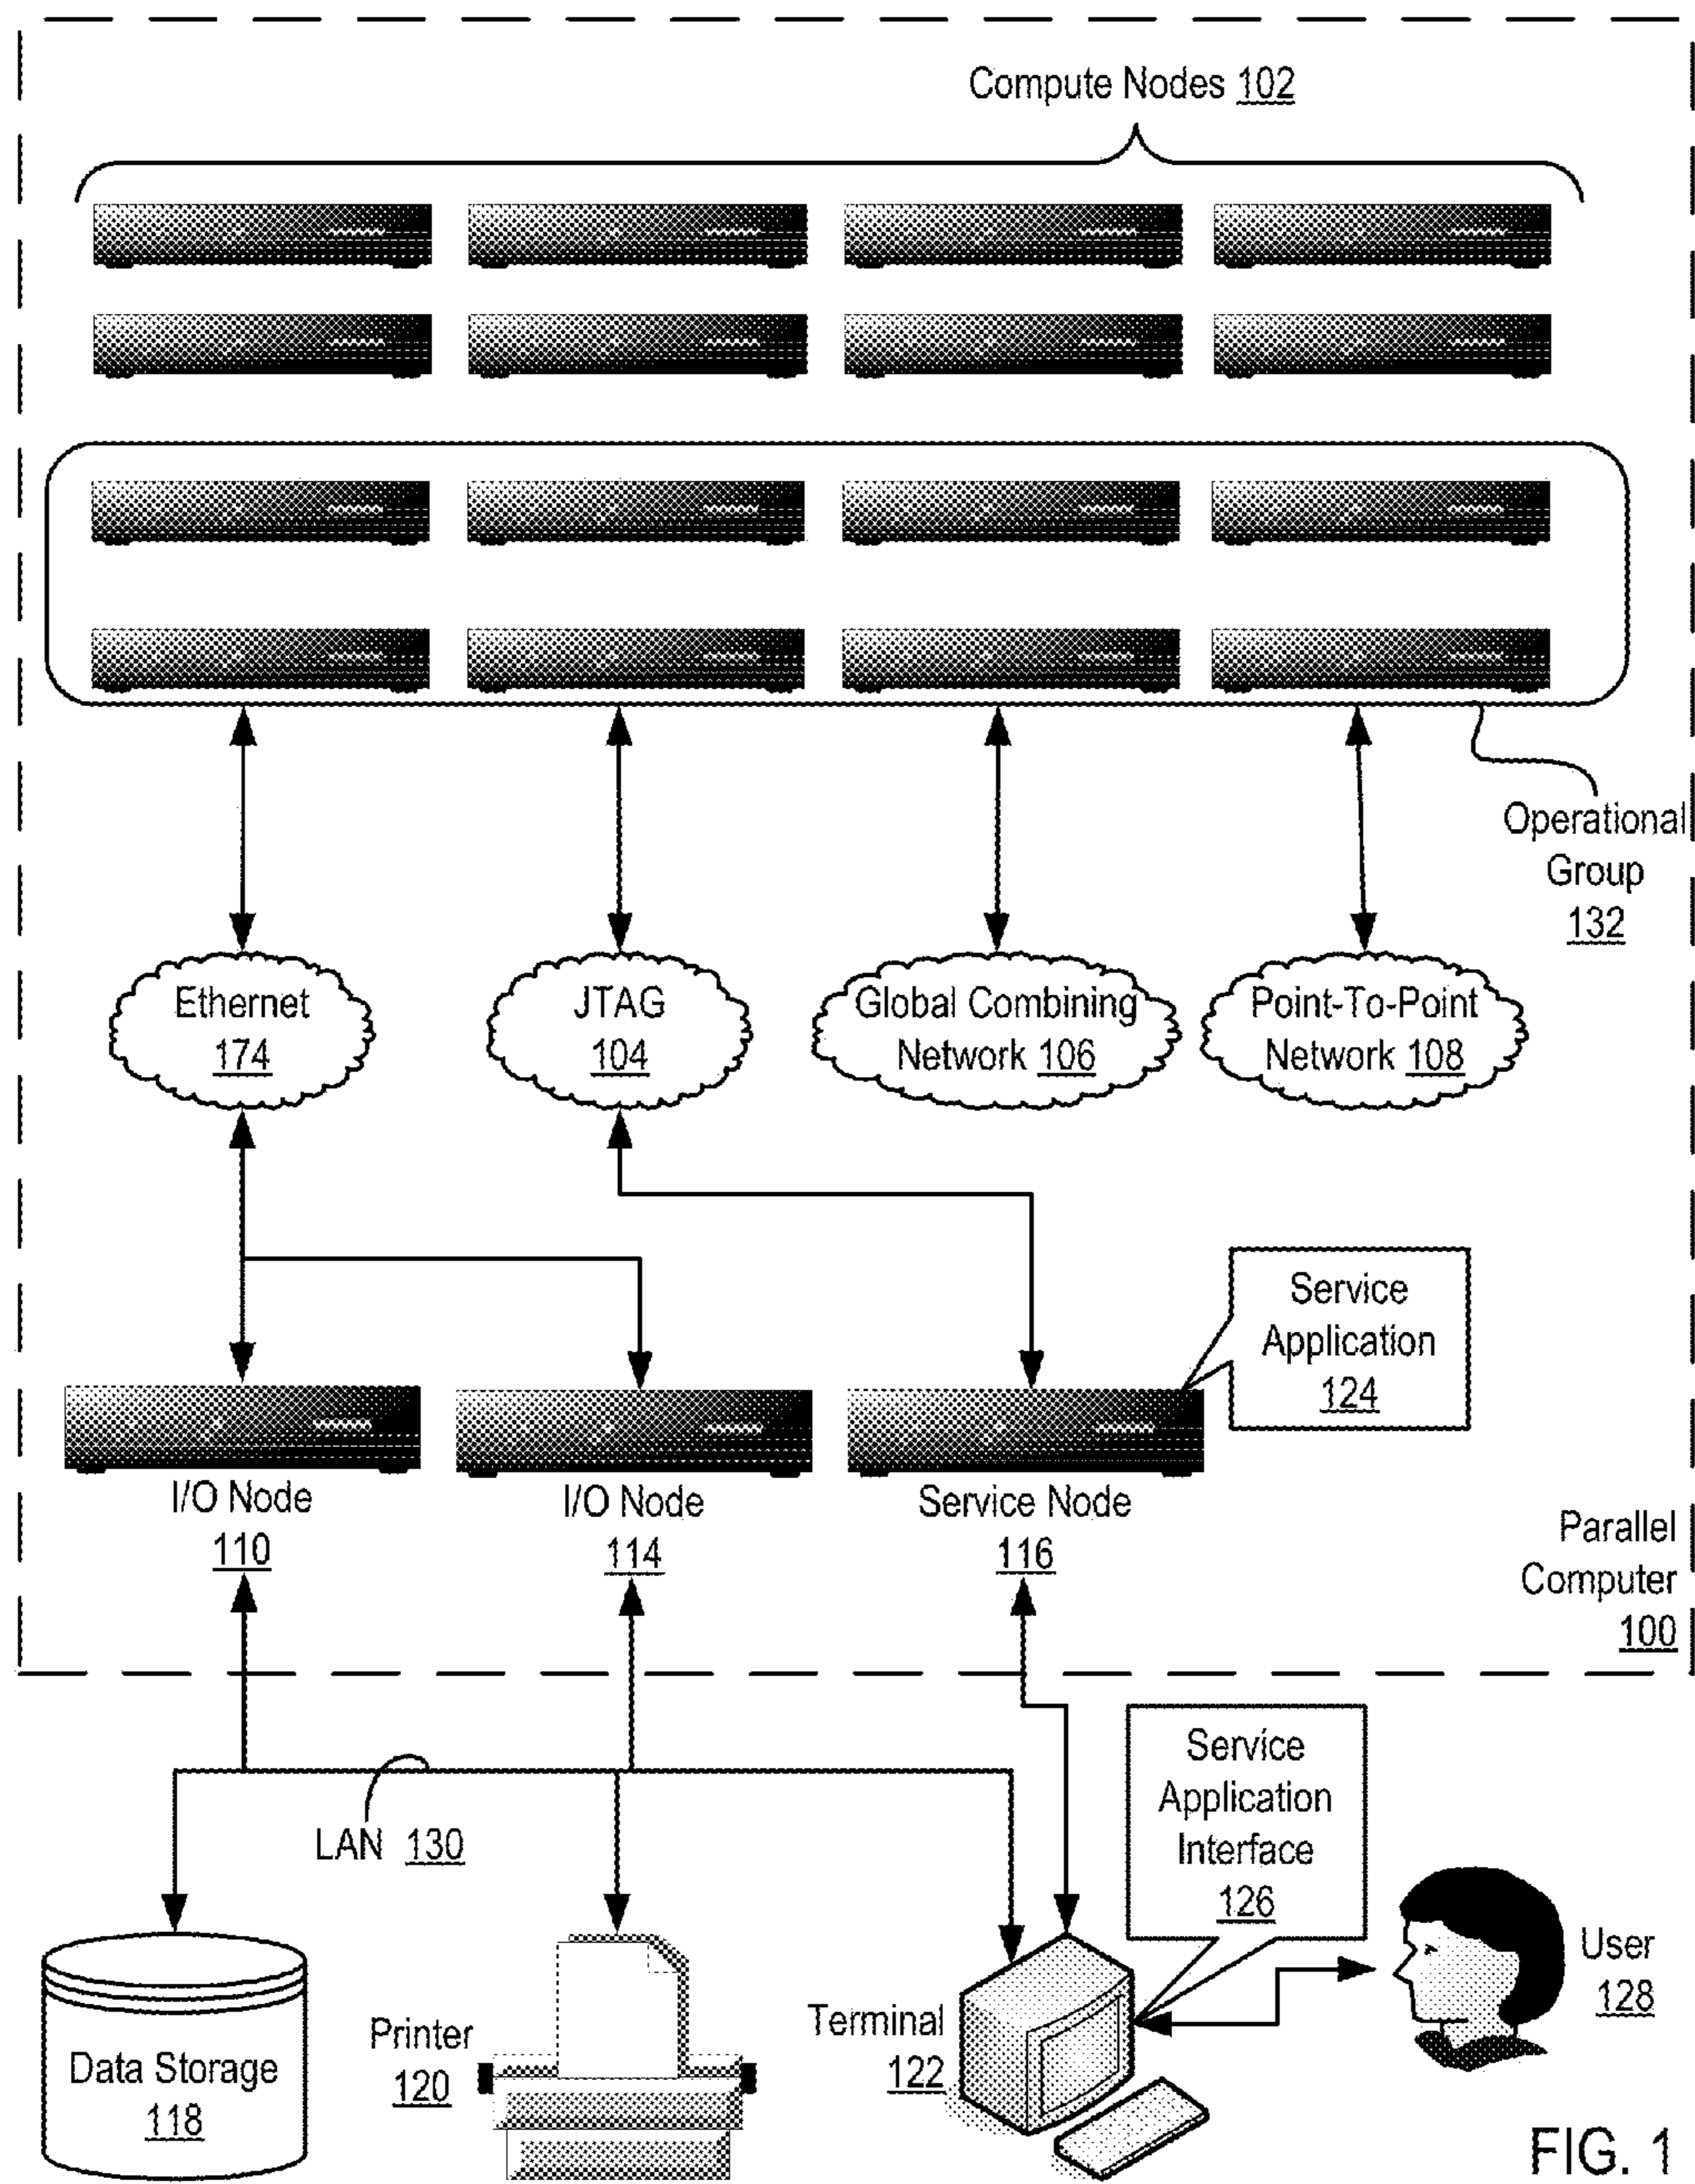 Compute Nodes 102
Operational
Group
132
Ethernet
174
JTAG
104
Global Combining
Network 106
Point-To-Point
Network 108
Service
Application
124
I/O Node
110
I/O Node
114
Service Node
116
Parallel
Computer
100
Service
Application
Interface
126
LAN 130
Data Storage
118
Printer
120
Terminal
122
User
128
FIG. 1